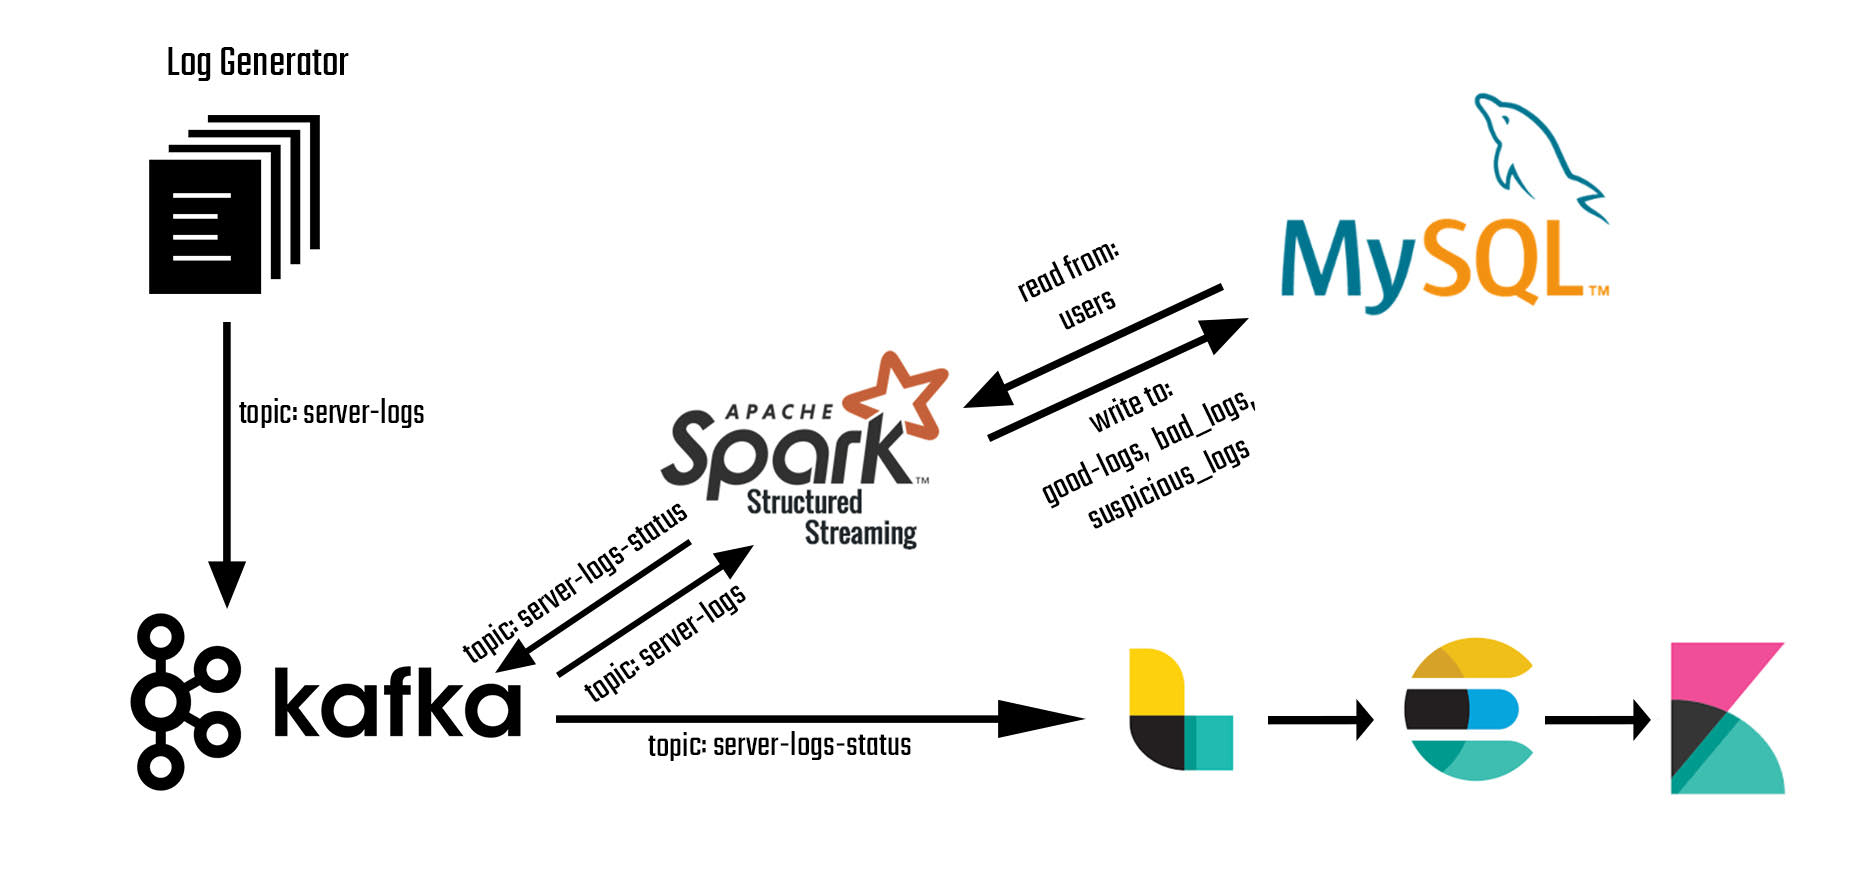 Log Generator
topic: server-logs
MySQL™
read from:
users
write to:
good-logs, bad_logs,
suspicious_logs
APACHE
Spark™
Structured
Streaming
topic: server-logs-status
topic: server-logs
kafka
topic: server-logs-status